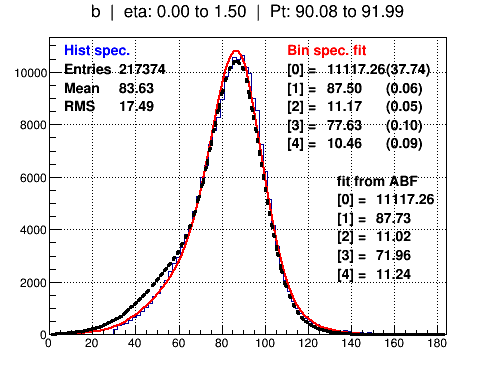 b | eta: 0.00 to 1.50 | Pt: 90.08 to 91.99
Hist spec.
Entries 217374
Mean 83.63
RMS 17.49
Bin spec. fit
[0] = 11117.26(37.74)
[1] = 87.50 (0.06)
[2] = 11.17 (0.05)
[3] = 77.63 (0.10)
[4] = 10.46 (0.09)
fit from ABF
[0] = 11117.26
[1] = 87.73
[2] = 11.02
[3] = 71.96
[4] = 11.24
10000
8000
6000
4000
2000
0
0 20 40 60 80 100 120 140 160 180